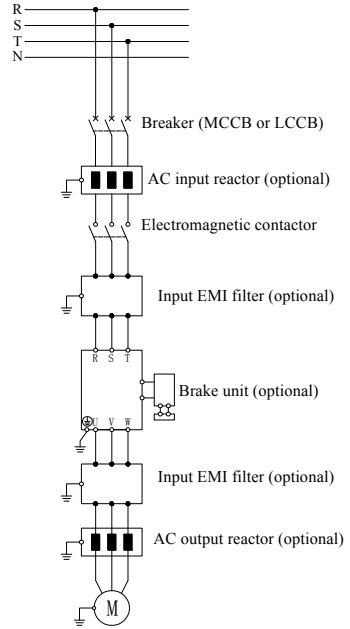 R
S
T
N
Breaker (MCCB or LCCB)
AC input reactor (optional)
Electromagnetic contactor
Input EMI filter (optional)
R S T
Brake unit (optional)
U V W
Input EMI filter (optional)
AC output reactor (optional)
M